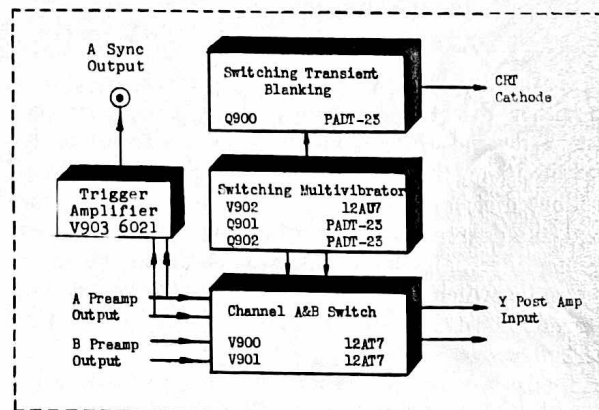 A Sync
Output
Switching Transient
Blanking
Q900 PADT-23
CRT
Cathode
Trigger
Amplifier
V903 6021
Switching Multivibrator
V902 12AU7
Q901 PADT-23
Q902 PADT-23
A Preamp
Output
B Preamp
Output
Channel A&B Switch
V900 12AT7
V901 12AT7
Y Post Amp
Input